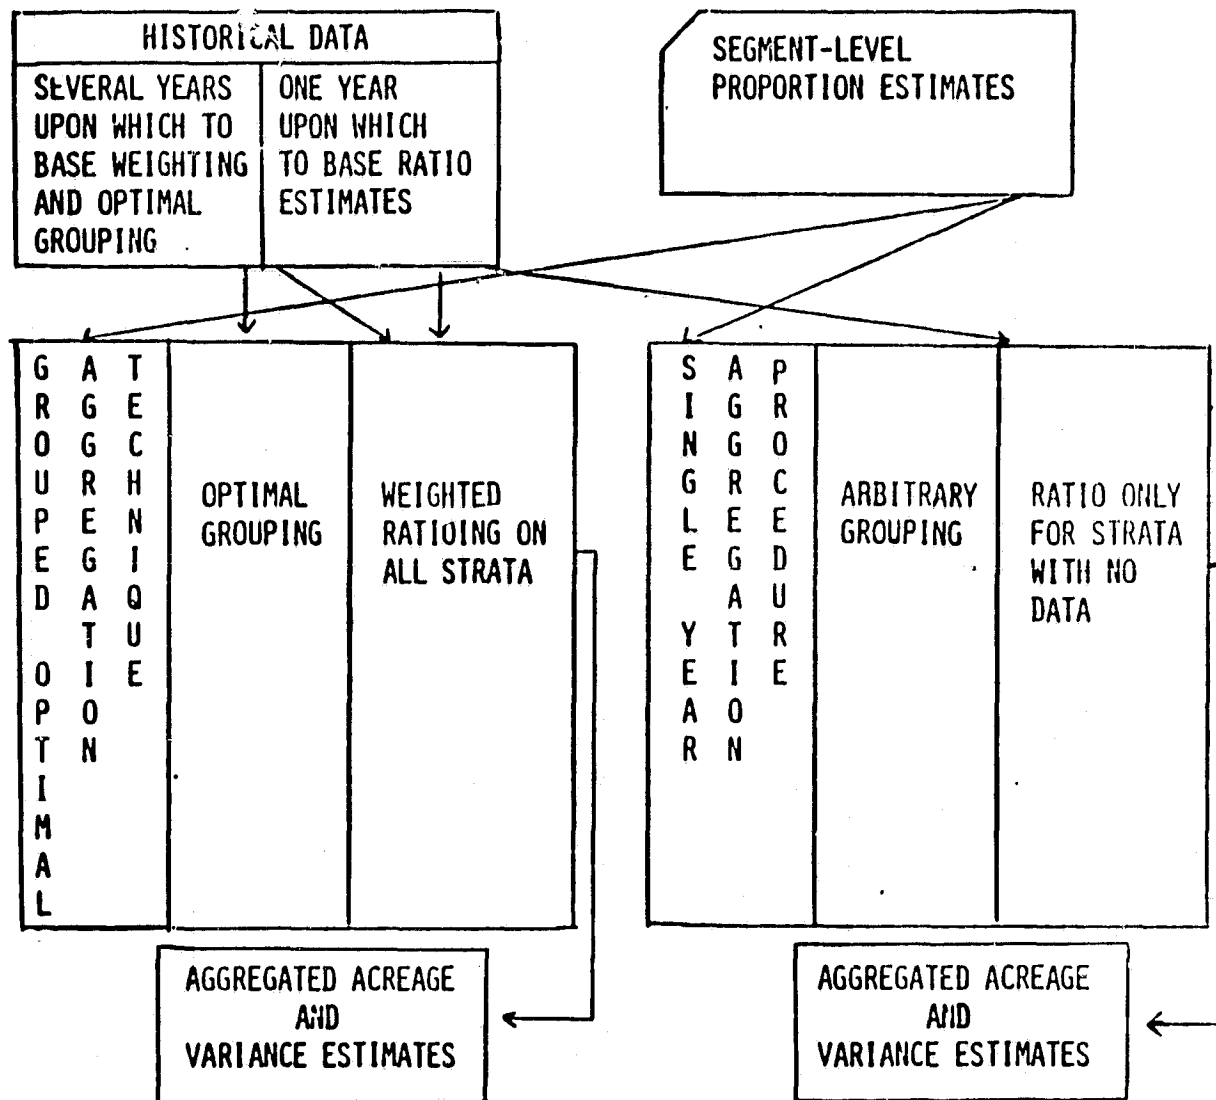 HISTORICAL DATA
SEVERAL YEARS
UPON WHICH TO
BASE WEIGHTING
AND OPTIMAL
GROUPING
ONE YEAR
UPON WHICH
TO BASE RATIO
ESTIMATES
SEGMENT-LEVEL
PROPORTION ESTIMATES
GROUPED OPTIMAL
AGGREGATION
TECHNIQUE
OPTIMAL
GROUPING
WEIGHTED
RATIOING ON
ALL STRATA
SINGLE YEAR
AGGREGATION
PROCEDURE
ARBITRARY
GROUPING
RATIO ONLY
FOR STRATA
WITH NO
DATA
AGGREGATED ACREAGE
AND
VARIANCE ESTIMATES
AGGREGATED ACREAGE
AND
VARIANCE ESTIMATES